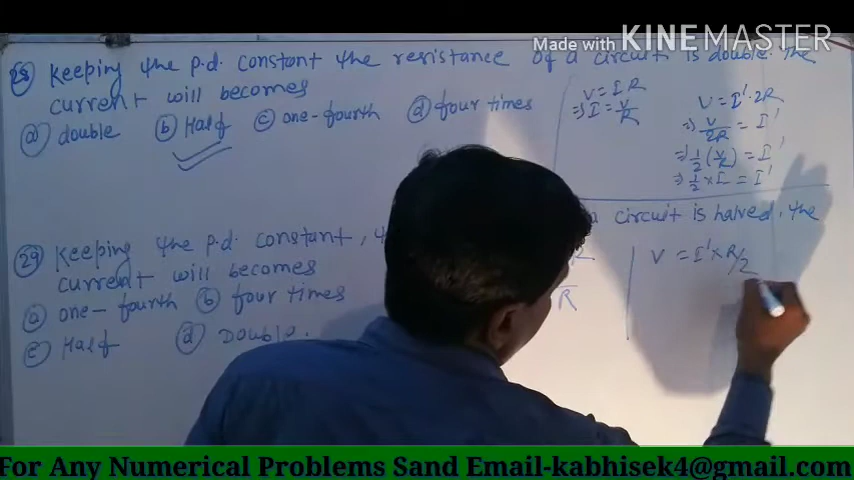 Made with KINEMASTER
28 Keeping the p.d. constant the resistance of a circuit is double. The
current will becomes
a double b Half c one-fourth d four times
V = IR
⇒ I = V/R
V = I'·2R
⇒ V/2R = I'
⇒ 1/2 (V/R) = I'
⇒ 1/2 × I = I'
29 Keeping the p.d. constant, a circuit is halved, the
current will becomes
a one-fourth b four times
c Half d Double.
R
V = I' × R/2
For Any Numerical Problems Sand Email-kabhisek4@gmail.com